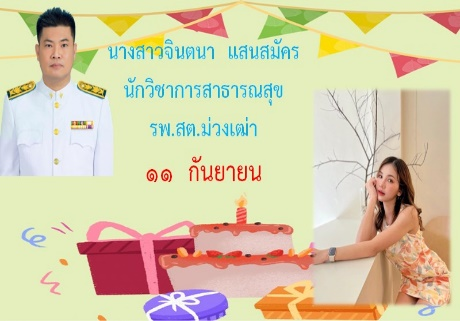 นางสาวจินตนา แสนสมัคร
นักวิชาการสาธารณสุข
รพ.สต.ม่วงเฒ่า
๑๑ กันยายน